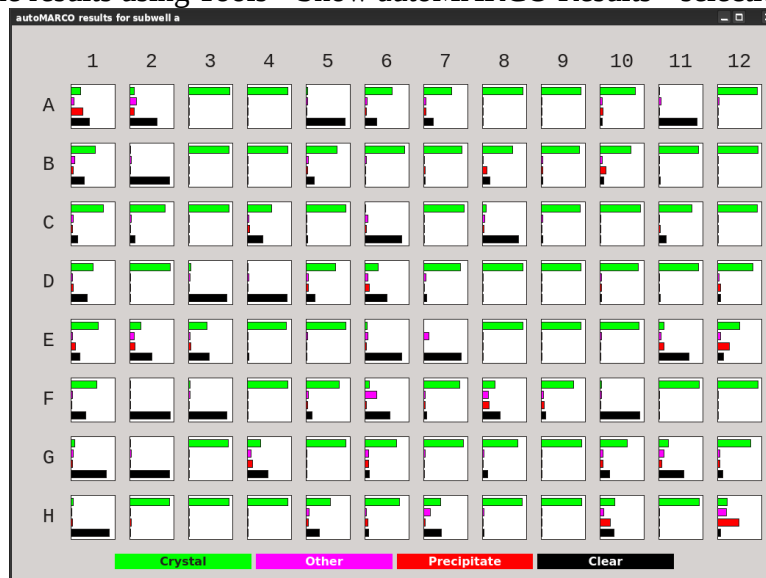 autoMARCO results for subwell a
1 2 3 4 5 6 7 8 9 10 11 12
A
B
C
D
E
F
G
H
Crystal Other Precipitate Clear